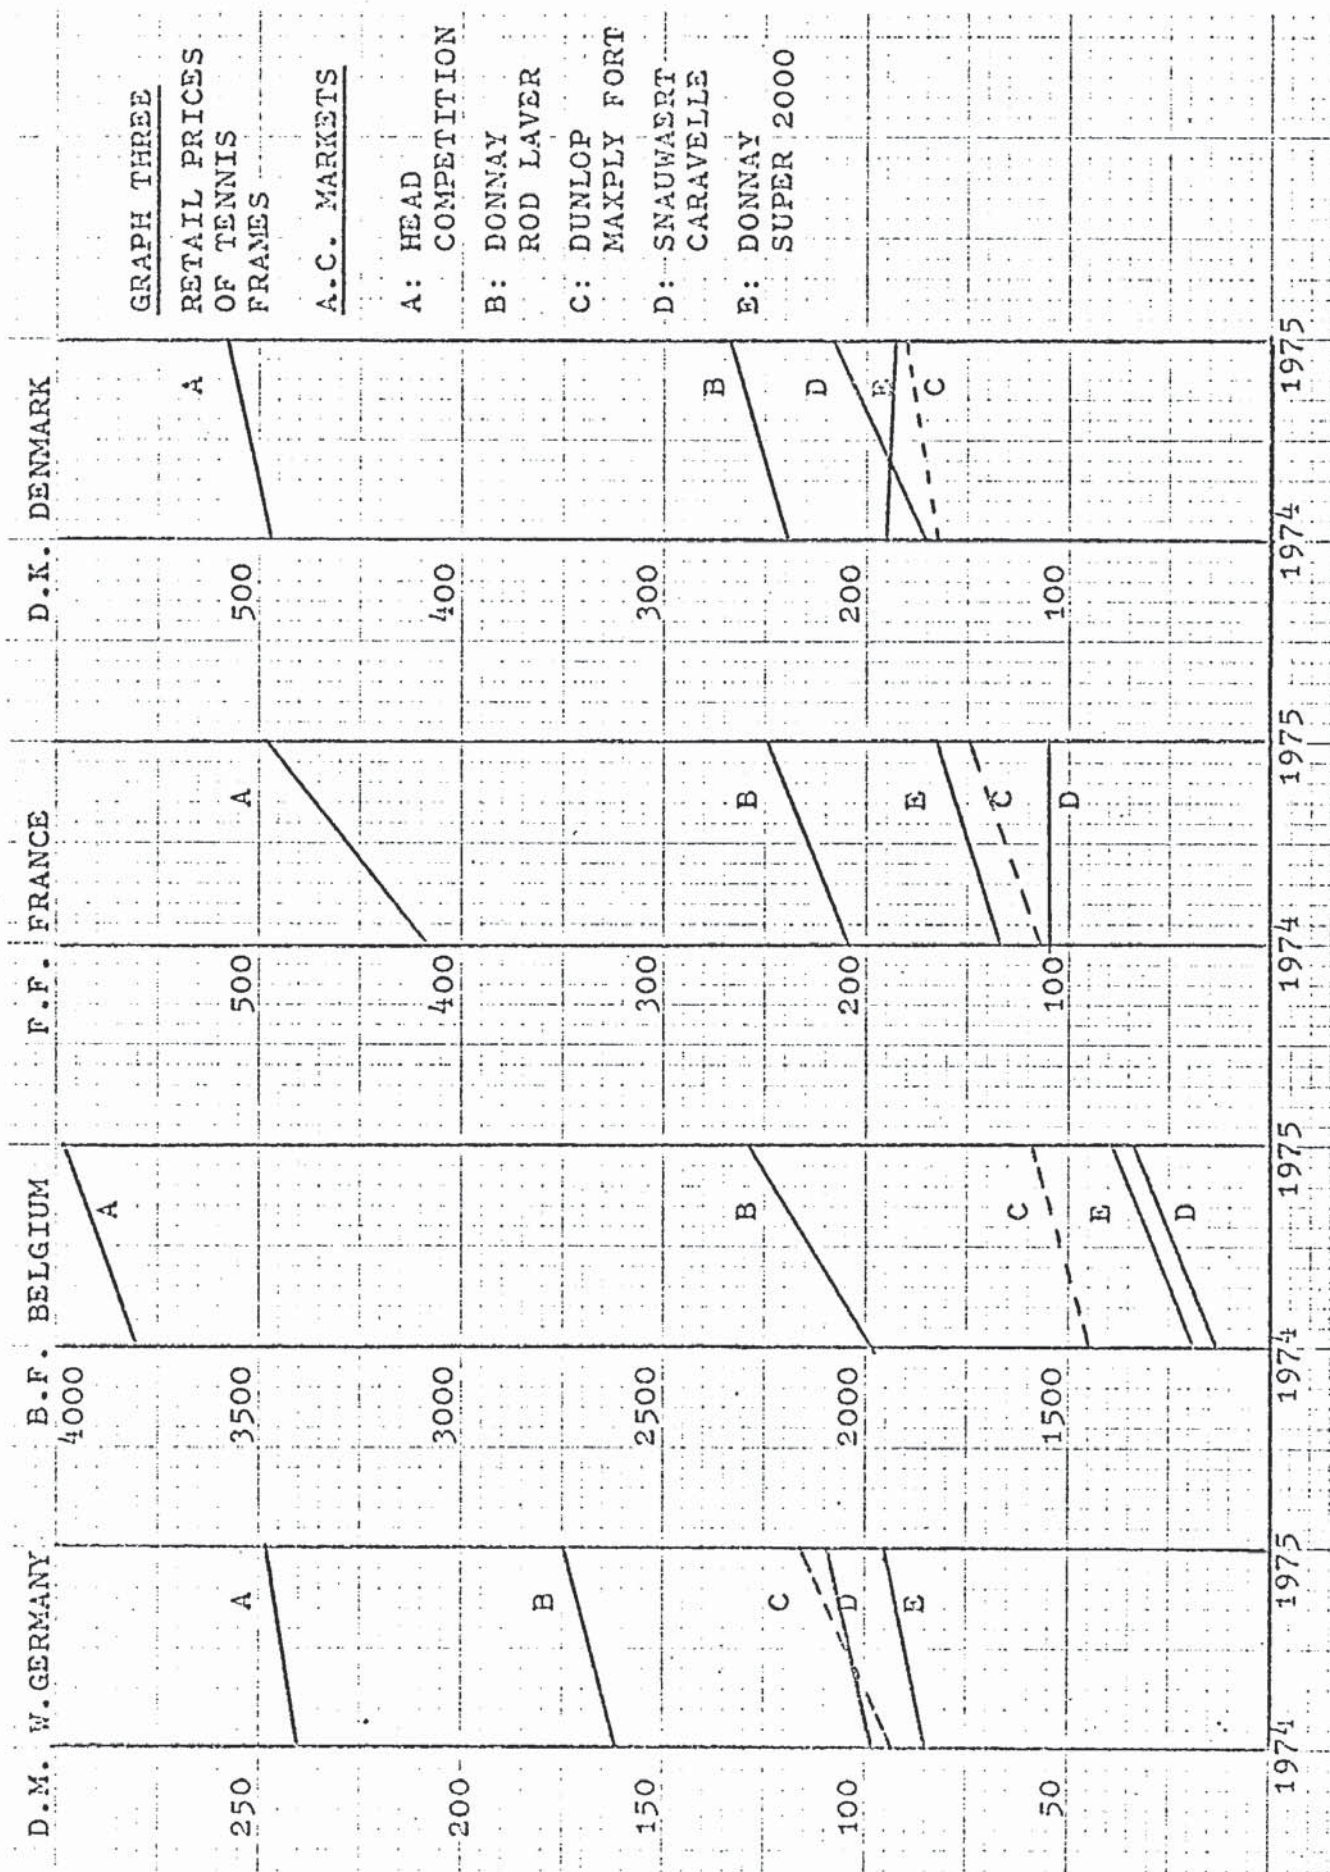 D.M. W.GERMANY B.F. BELGIUM F.F. FRANCE D.K. DENMARK
GRAPH THREE
RETAIL PRICES
OF TENNIS
FRAMES
A.C. MARKETS
A: HEAD
COMPETITION
B: DONNAY
ROD LAVER
C: DUNLOP
MAXPLY FORT
D: SNAUWAERT
CARAVELLE
E: DONNAY
SUPER 2000
250
200
150
100
50
A
B
C
D
E
1974 1975
4000
3500
3000
2500
2000
1500
A
B
C
E
D
1974 1975
500
400
300
200
100
A
B
E
C
D
1974 1975
500
400
300
200
100
A
B
D
E
C
1974 1975